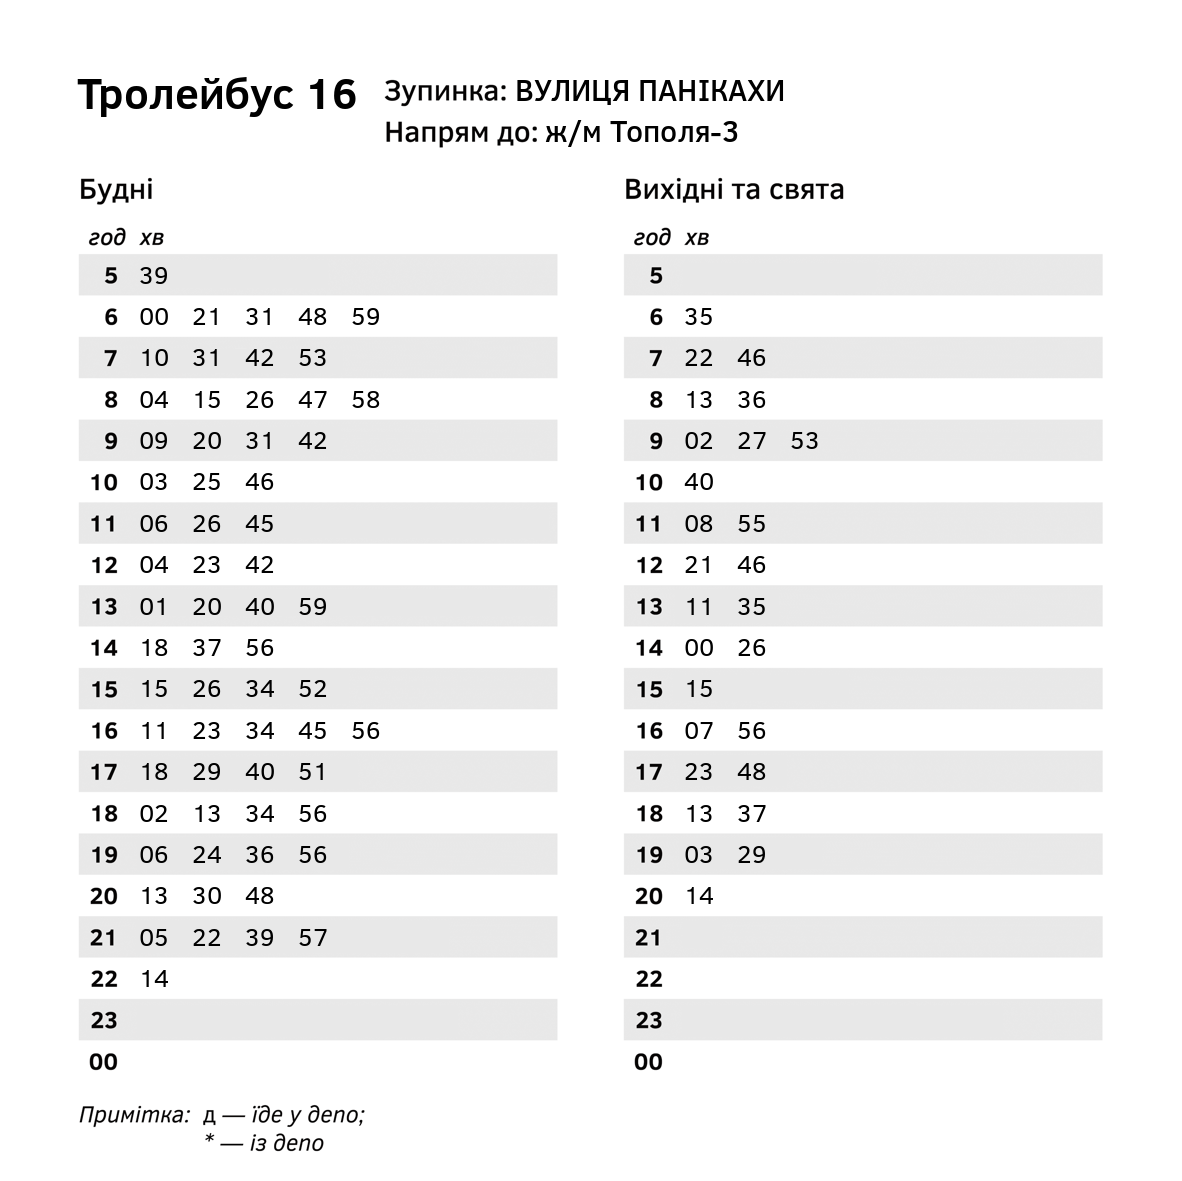 Тролейбус 16
Зупинка: ВУЛИЦЯ ПАНІКАХИ
Напрям до: ж/м Тополя-3
Будні
год хв
5 39
6 00 21 31 48 59
7 10 31 42 53
8 04 15 26 47 58
9 09 20 31 42
10 03 25 46
11 06 26 45
12 04 23 42
13 01 20 40 59
14 18 37 56
15 15 26 34 52
16 11 23 34 45 56
17 18 29 40 51
18 02 13 34 56
19 06 24 36 56
20 13 30 48
21 05 22 39 57
22 14
23
00
Вихідні та свята
год хв
5
6 35
7 22 46
8 13 36
9 02 27 53
10 40
11 08 55
12 21 46
13 11 35
14 00 26
15 15
16 07 56
17 23 48
18 13 37
19 03 29
20 14
21
22
23
00
Примітка: д — їде у депо;
* — із депо